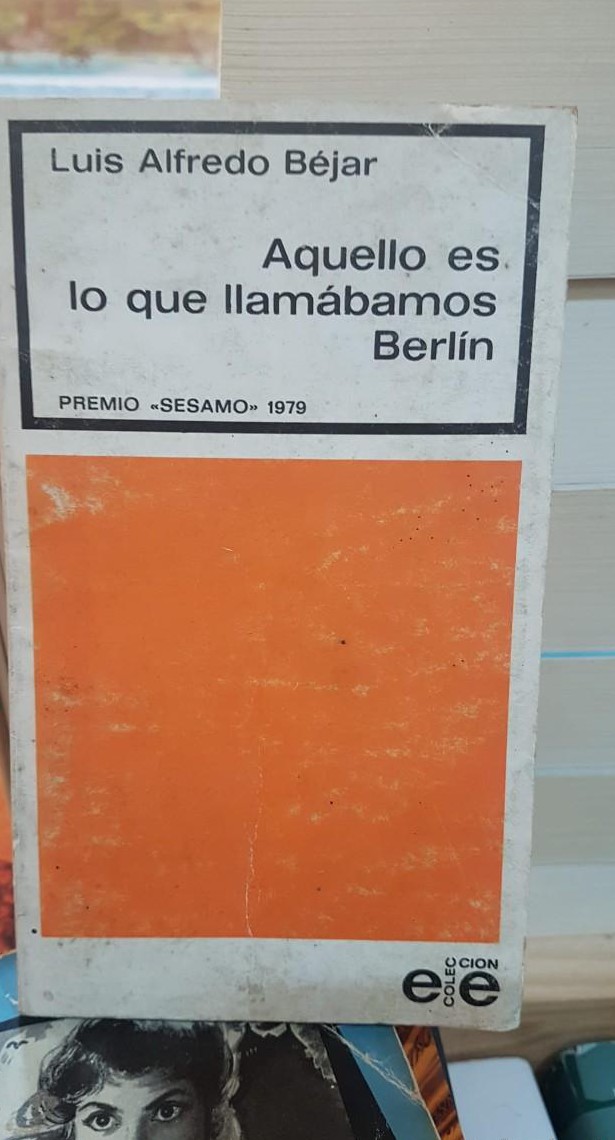 Luis Alfredo Béjar
Aquello es
lo que llamábamos
Berlín
PREMIO «SESAMO» 1979
e COLECCION e